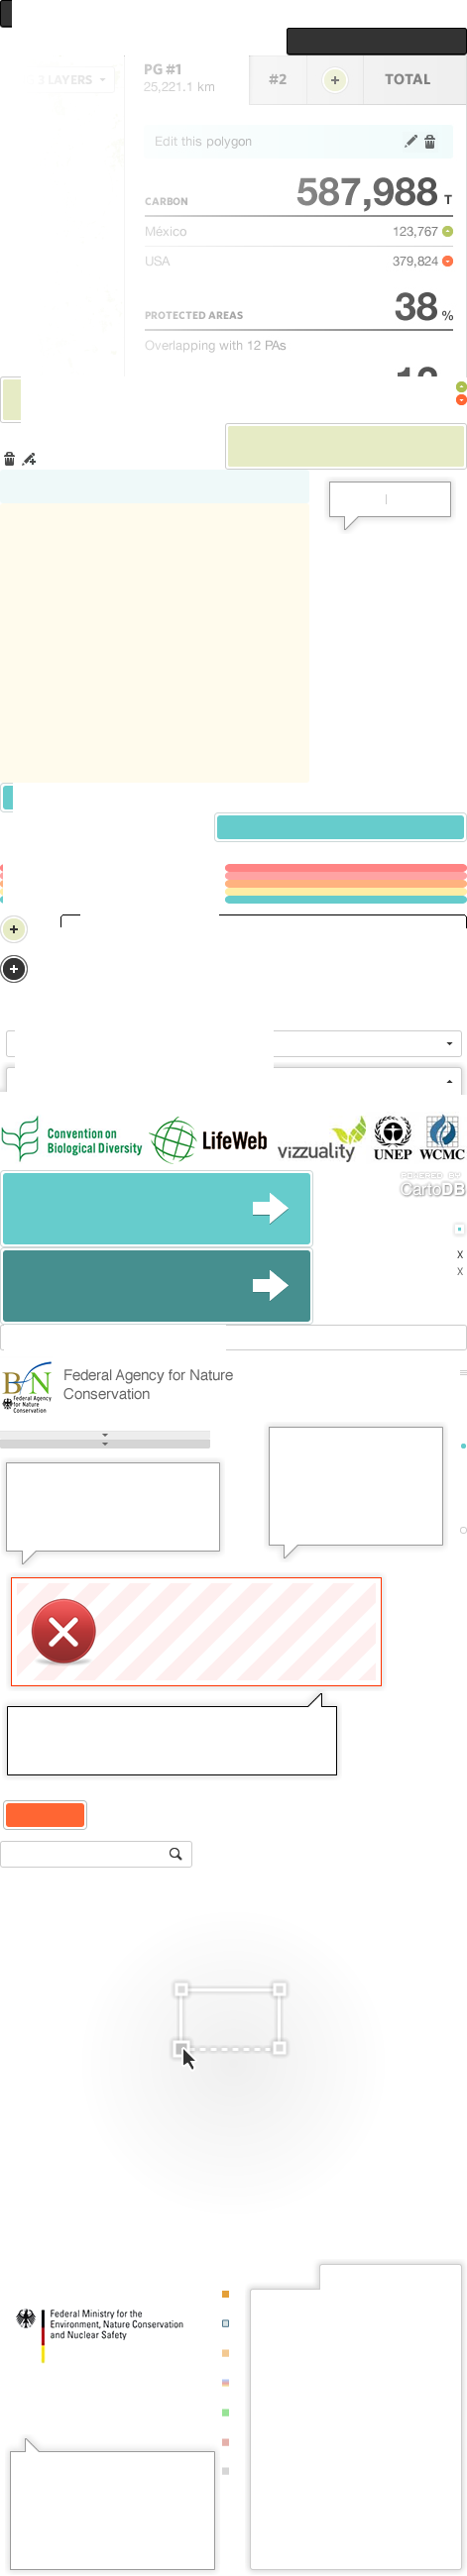 LAYERS
PG #1
25,221.1 km
#2
TOTAL
Edit this polygon
CARBON
587,988 T
México
123,767
USA
379,824
PROTECTED AREAS
38 %
Overlapping with 12 PAs
Convention on
Biological Diversity
LifeWeb
vizzuality
UNEP
WCMC
POWERED BY
CartoDB
X
X
BfN
Federal Agency
for Nature
Conservation
Federal Agency for Nature
Conservation
Federal Ministry for the
Environment, Nature Conservation
and Nuclear Safety